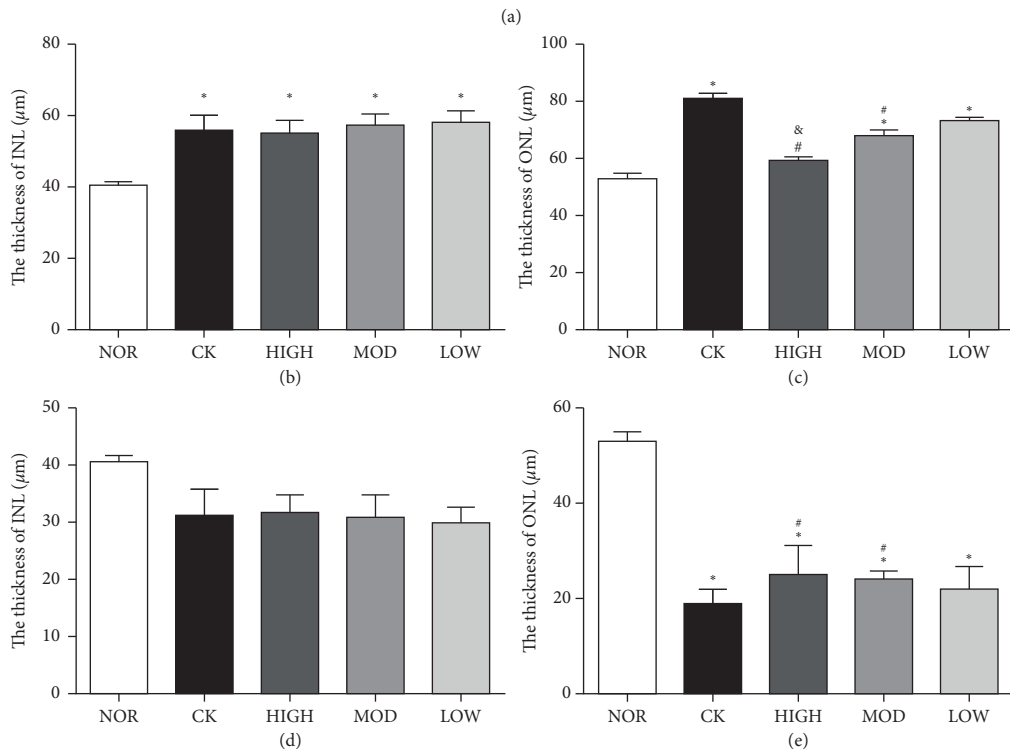 (a)
The thickness of INL (μm)
80
60
40
20
0
* * * *
NOR CK HIGH MOD LOW
(b)
The thickness of ONL (μm)
100
80
60
40
20
0
*
&
#
#
*
*
NOR CK HIGH MOD LOW
(c)
The thickness of INL (μm)
50
40
30
20
10
0
NOR CK HIGH MOD LOW
(d)
The thickness of ONL (μm)
60
40
20
0
*
#
*
#
*
*
NOR CK HIGH MOD LOW
(e)